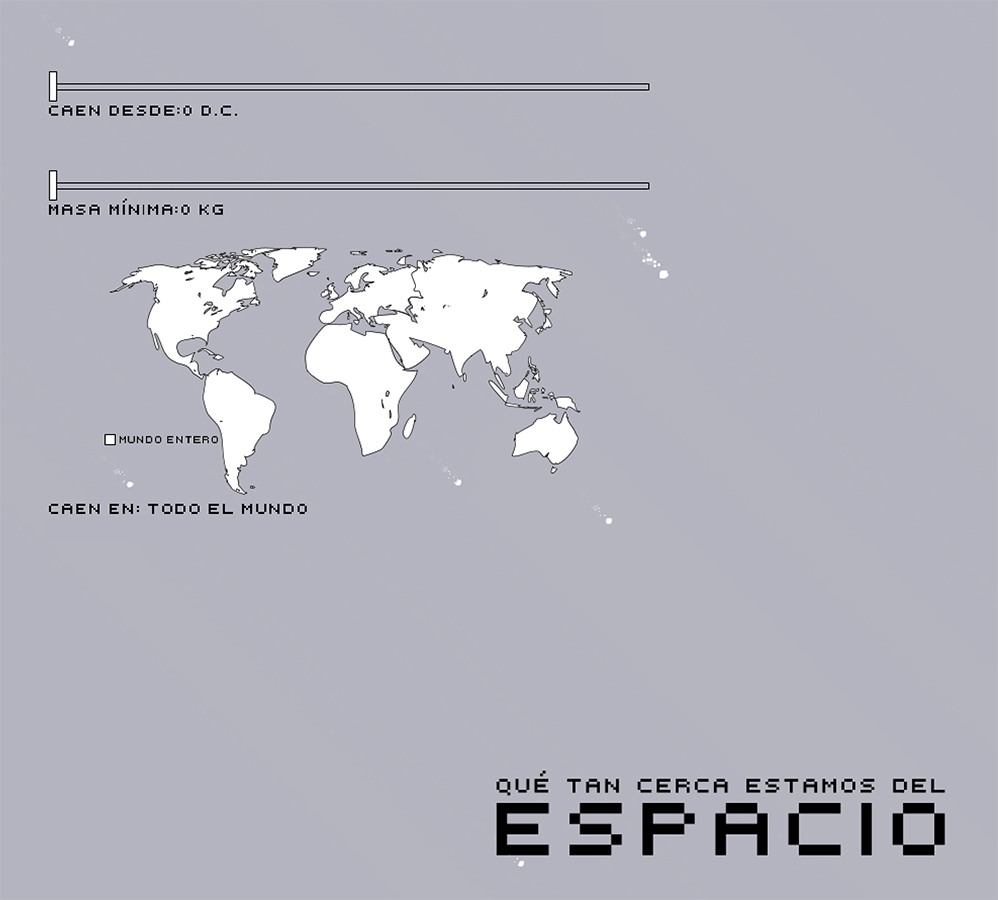 CAEN DESDE:0 D.C.
MASA MÍNIMA:0 KG
MUNDO ENTERO
CAEN EN: TODO EL MUNDO
QUÉ TAN CERCA ESTAMOS DEL
ESPACIO